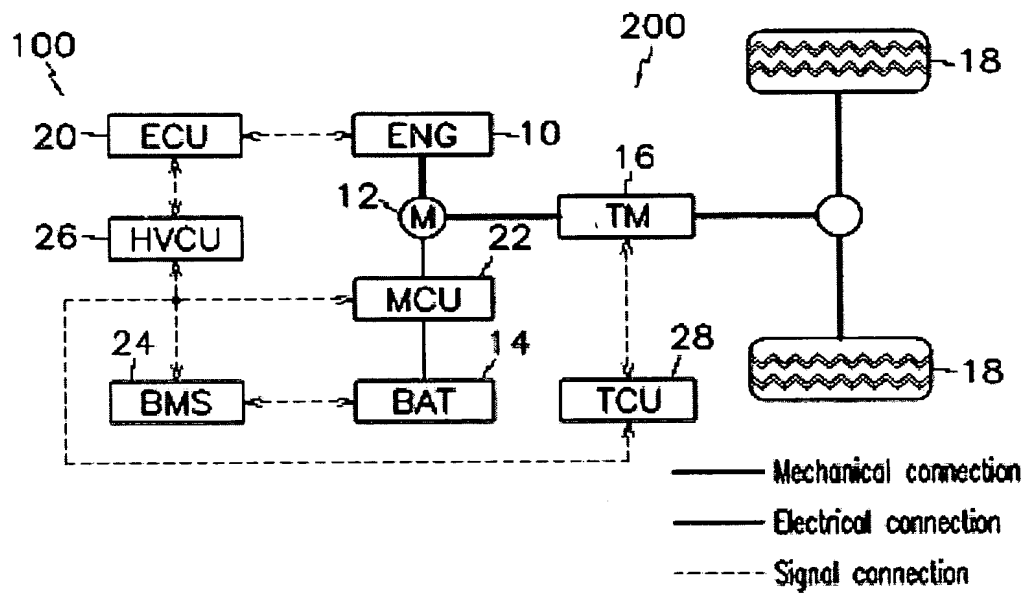 100
200
18
20 ECU ENG 10
16
12 M TM
26 HVCU 22
MCU
24 14 28
BMS BAT TCU
18
Mechanical connection
Electrical connection
Signal connection